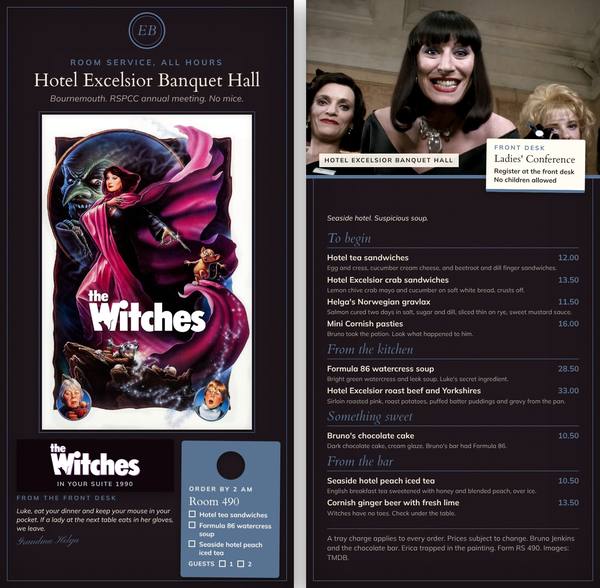 EB
ROOM SERVICE, ALL HOURS
Hotel Excelsior Banquet Hall
Bournemouth. RSPCC annual meeting. No mice.
the
Witches
the
Witches
IN YOUR SUITE 1990
FROM THE FRONT DESK
Luke, eat your dinner and keep your mouse in your
pocket. If a lady at the next table eats in her gloves,
we leave.
Grandma Helga
ORDER BY 2 AM
Room 490
Hotel tea sandwiches
Formula 86 watercress
soup
Seaside hotel peach
iced tea
GUESTS 1 2
HOTEL EXCELSIOR BANQUET HALL
FRONT DESK
Ladies' Conference
Register at the front desk
No children allowed
Seaside hotel. Suspicious soup.
To begin
Hotel tea sandwiches 12.00
Egg and cress, cucumber cream cheese, and beetroot and dill finger sandwiches.
Hotel Excelsior crab sandwiches 13.50
Lemon chive crab mayo and cucumber on soft white bread, crusts off.
Helga's Norwegian gravlax 11.50
Salmon cured two days in salt, sugar and dill, sliced thin on rye, sweet mustard sauce.
Mini Cornish pasties 16.00
Bruno took the potion. Look what happened to him.
From the kitchen
Formula 86 watercress soup 28.50
Bright green watercress and leek soup. Luke's secret ingredient.
Hotel Excelsior roast beef and Yorkshires 33.00
Sirloin roasted pink, roast potatoes, puffed batter puddings and gravy from the pan.
Something sweet
Bruno's chocolate cake 10.50
Dark chocolate cake, cream glaze. Bruno's bar had Formula 86.
From the bar
Seaside hotel peach iced tea 10.50
English breakfast tea sweetened with honey and blended peach, over ice.
Cornish ginger beer with fresh lime 13.50
Witches have no toes. Check under the table.
A tray charge applies to every order. Prices subject to change. Bruno Jenkins
and the chocolate bar. Erica trapped in the painting. Form RS 490. Images:
TMDB.